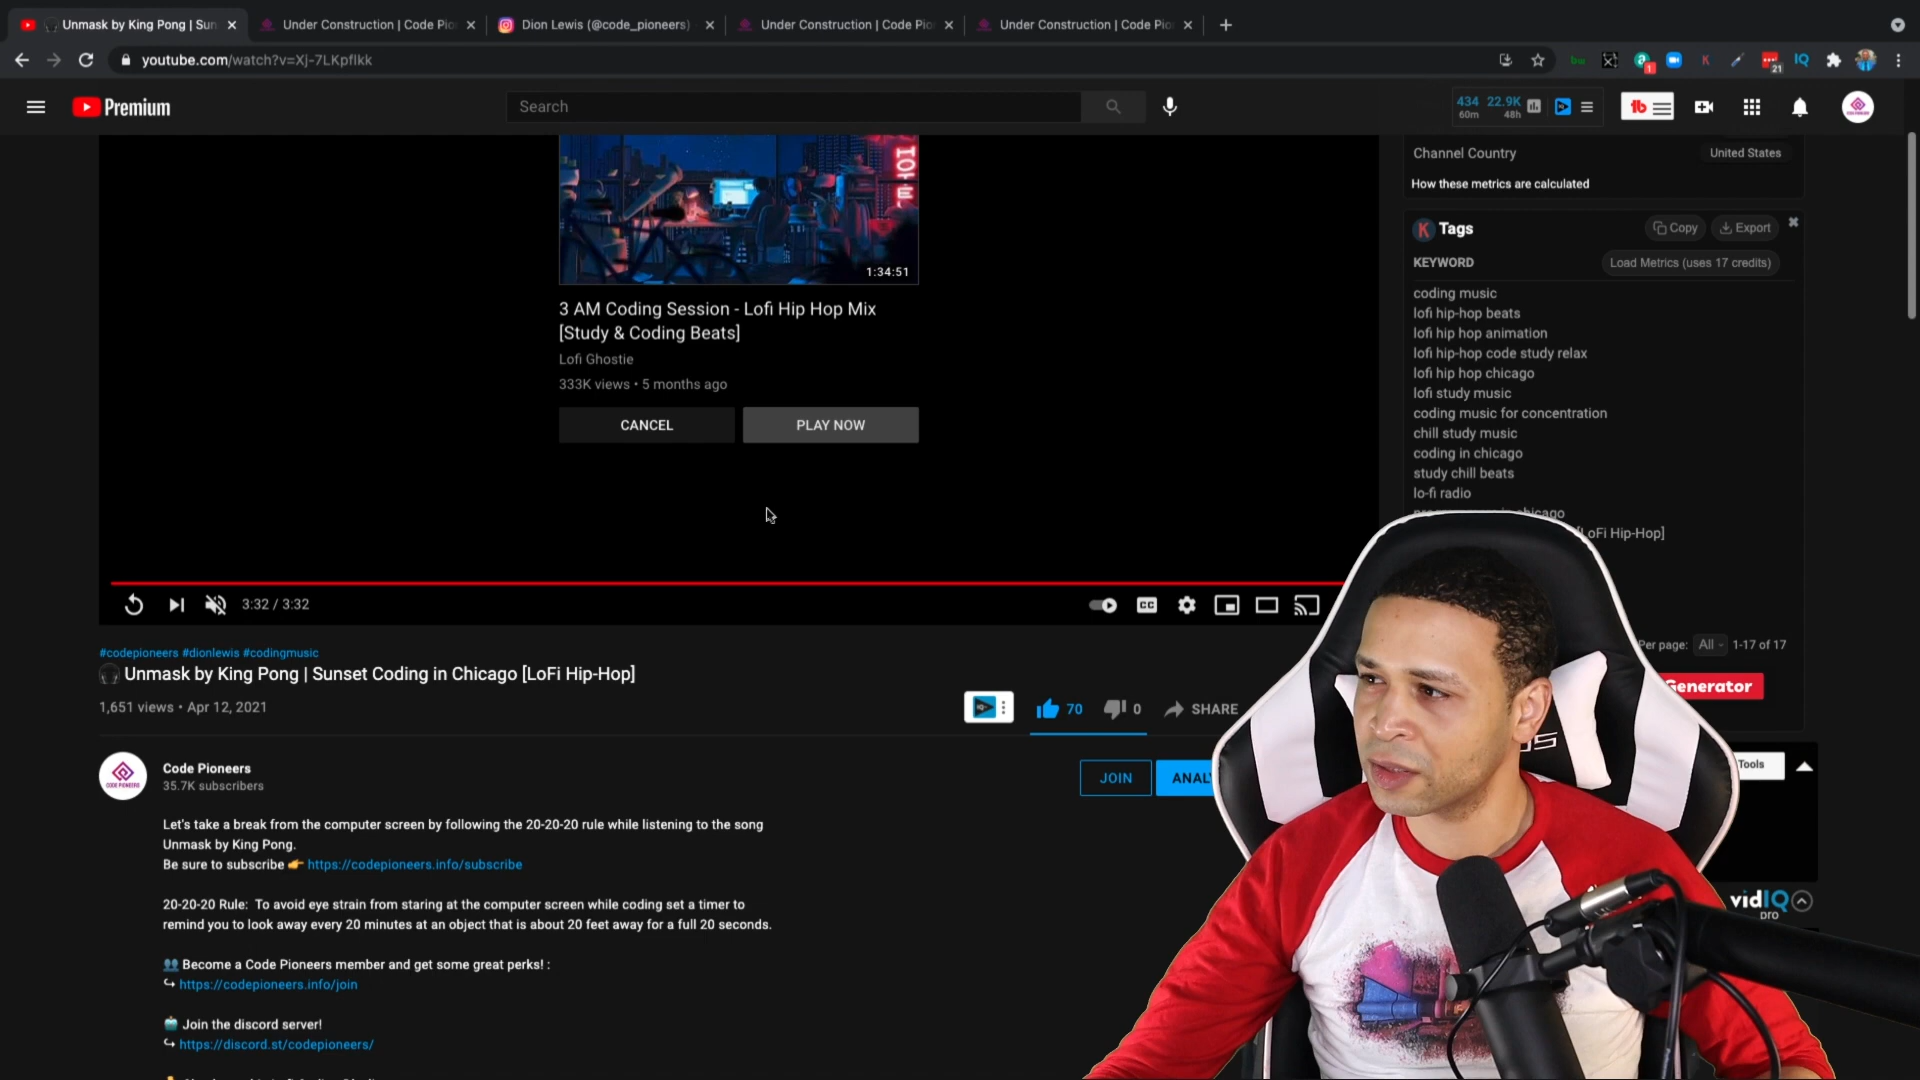 Unmask by King Pong | Sun
Under Construction | Code Pio
Dion Lewis (@code_pioneers)
Under Construction | Code Pio
Under Construction | Code Pio
youtube.com/watch?v=Xj-7LKpflkk
1
21
IQ
Premium
Search
434 22.9K
60m 48h
Channel Country United States
How these metrics are calculated
HOTE
1:34:51
3 AM Coding Session - Lofi Hip Hop Mix
[Study & Coding Beats]
Lofi Ghostie
333K views • 5 months ago
CANCEL PLAY NOW
K Tags Copy Export
KEYWORD Load Metrics (uses 17 credits)
coding music
lofi hip-hop beats
lofi hip hop animation
lofi hip-hop code study relax
lofi hip hop chicago
lofi study music
coding music for concentration
chill study music
coding in chicago
study chill beats
lo-fi radio
chicago
[LoFi Hip-Hop]
3:32 / 3:32
CC
Per page: All 1-17 of 17
Generator
#codepioneers #dionlewis #codingmusic
Unmask by King Pong | Sunset Coding in Chicago [LoFi Hip-Hop]
1,651 views • Apr 12, 2021
70 0 SHARE
CODE PIONEERS
Code Pioneers
35.7K subscribers
JOIN
Tools
Let's take a break from the computer screen by following the 20-20-20 rule while listening to the song
Unmask by King Pong.
Be sure to subscribe 👉 https://codepioneers.info/subscribe
20-20-20 Rule: To avoid eye strain from staring at the computer screen while coding set a timer to
remind you to look away every 20 minutes at an object that is about 20 feet away for a full 20 seconds.
👥 Become a Code Pioneers member and get some great perks! :
↪ https://codepioneers.info/join
Join the discord server!
↪ https://discord.st/codepioneers/
vidIQ
pro